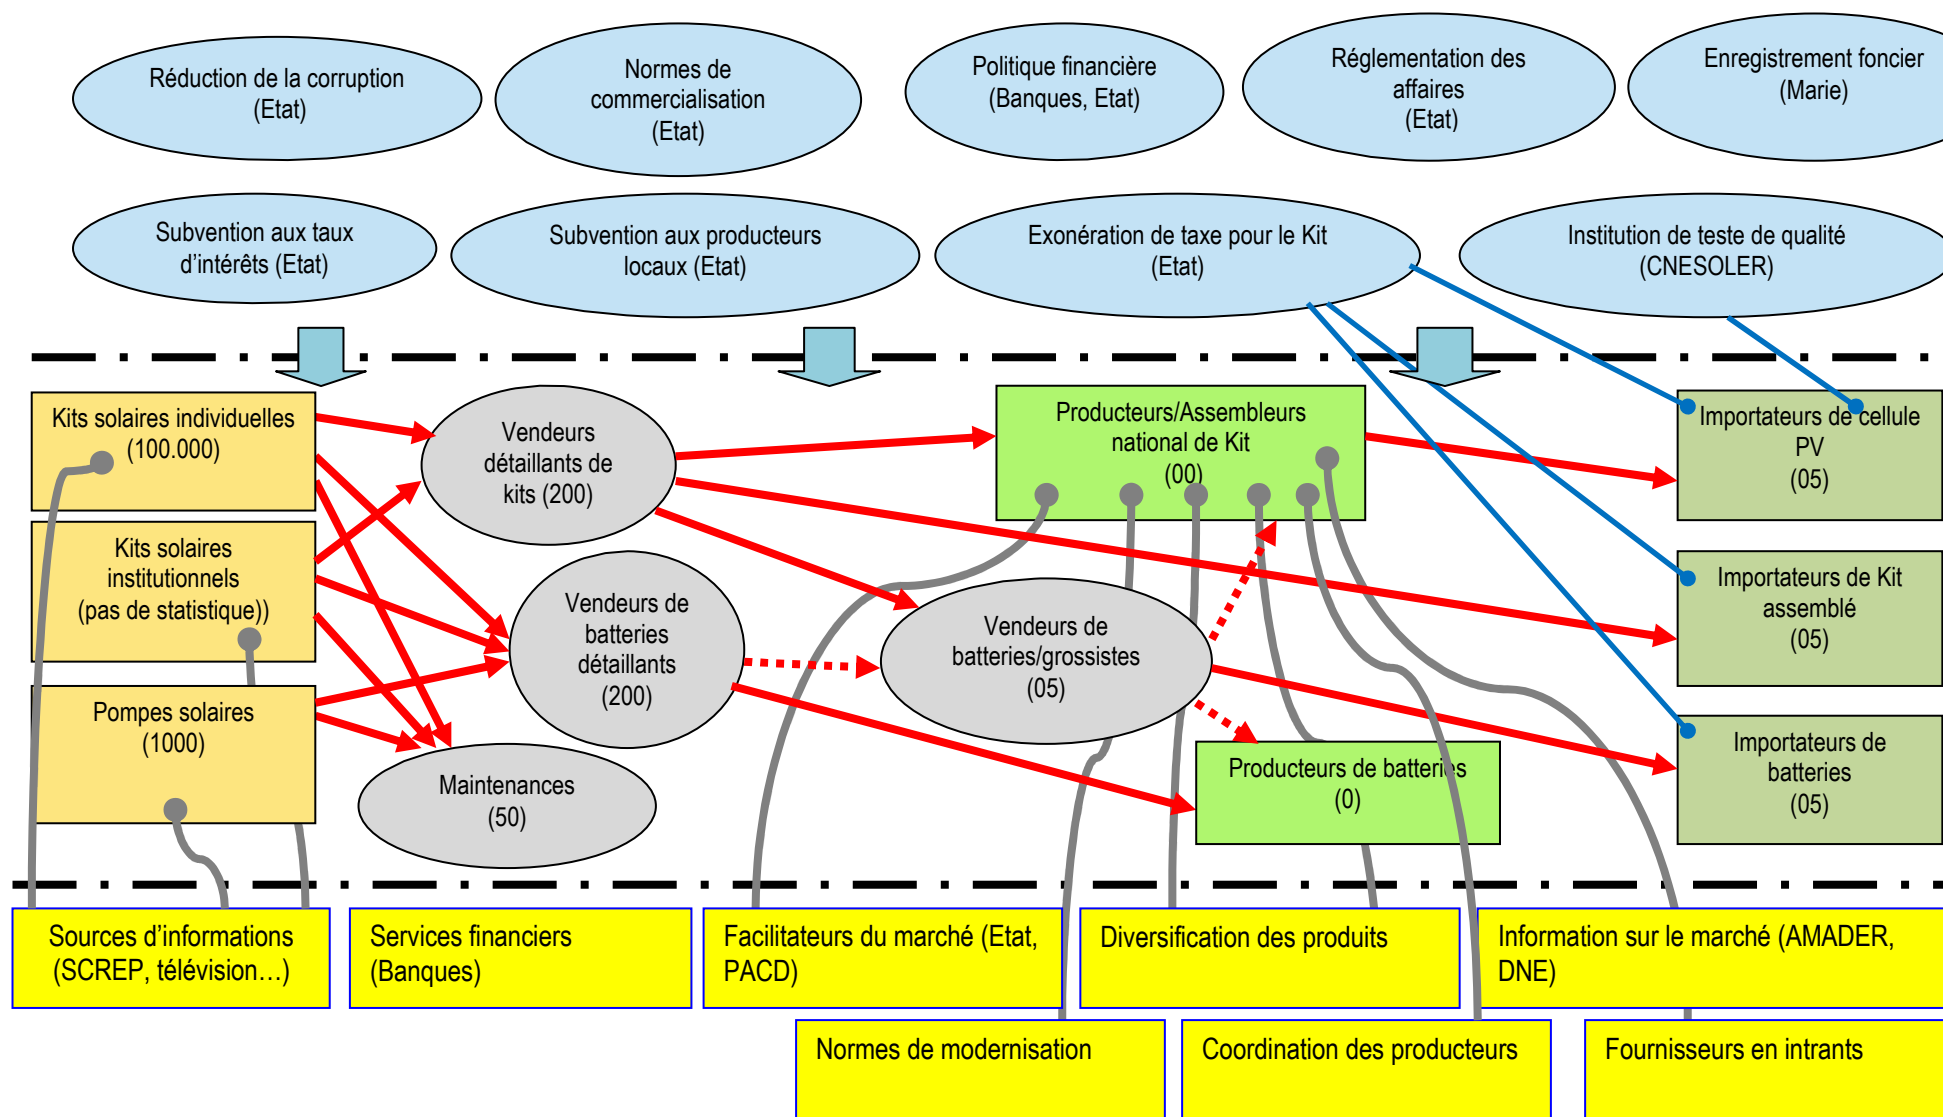 Réduction de la corruption
(Etat)
Normes de
commercialisation
(Etat)
Politique financière
(Banques, Etat)
Réglementation des
affaires
(Etat)
Enregistrement foncier
(Marie)
Subvention aux taux
d’intérêts (Etat)
Subvention aux producteurs
locaux (Etat)
Exonération de taxe pour le Kit
(Etat)
Institution de teste de qualité
(CNESOLER)
Kits solaires individuelles
(100.000)
Vendeurs
détaillants de
kits (200)
Producteurs/Assembleurs
national de Kit
(00)
Importateurs de cellule
PV
(05)
Kits solaires
institutionnels
(pas de statistique))
Vendeurs de
batteries
détaillants
(200)
Vendeurs de
batteries/grossistes
(05)
Importateurs de Kit
assemblé
(05)
Pompes solaires
(1000)
Maintenances
(50)
Producteurs de batteries
(0)
Importateurs de
batteries
(05)
Sources d’informations
(SCREP, télévision…)
Services financiers
(Banques)
Facilitateurs du marché (Etat,
PACD)
Diversification des produits
Information sur le marché (AMADER,
DNE)
Normes de modernisation
Coordination des producteurs
Fournisseurs en intrants